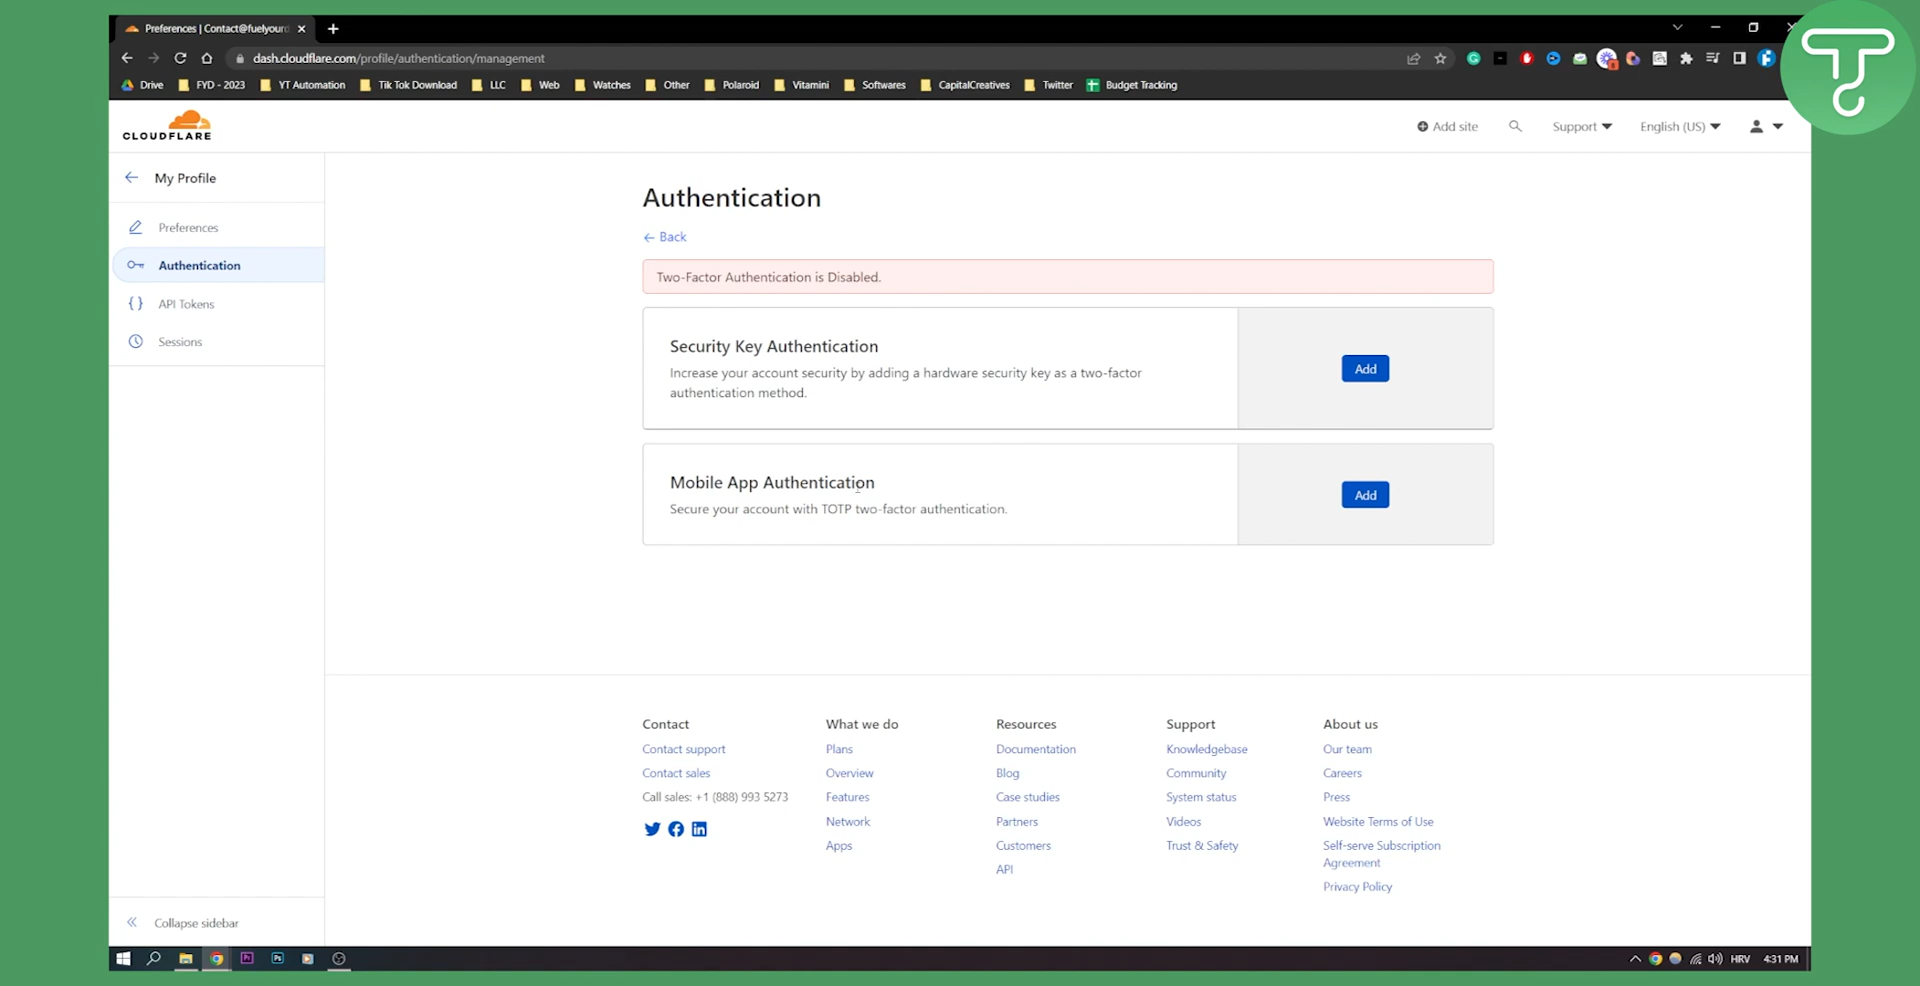 Preferences | Contact@fuelyourd
dash.cloudflare.com/profile/authentication/management
Drive FYD - 2023 YT Automation Tik Tok Download LLC Web Watches Other Polaroid Vitamini Softwares CapitalCreatives Twitter Budget Tracking
CLOUDFLARE
Add site Support English (US)
My Profile
Preferences
Authentication
API Tokens
Sessions
Collapse sidebar
Authentication
← Back
Two-Factor Authentication is Disabled.
Security Key Authentication
Increase your account security by adding a hardware security key as a two-factor
authentication method.
Add
Mobile App Authentication
Secure your account with TOTP two-factor authentication.
Add
Contact
Contact support
Contact sales
Call sales: +1 (888) 993 5273
What we do
Plans
Overview
Features
Network
Apps
Resources
Documentation
Blog
Case studies
Partners
Customers
API
Support
Knowledgebase
Community
System status
Videos
Trust & Safety
About us
Our team
Careers
Press
Website Terms of Use
Self-serve Subscription
Agreement
Privacy Policy
Pr Ps
HRV 4:31 PM